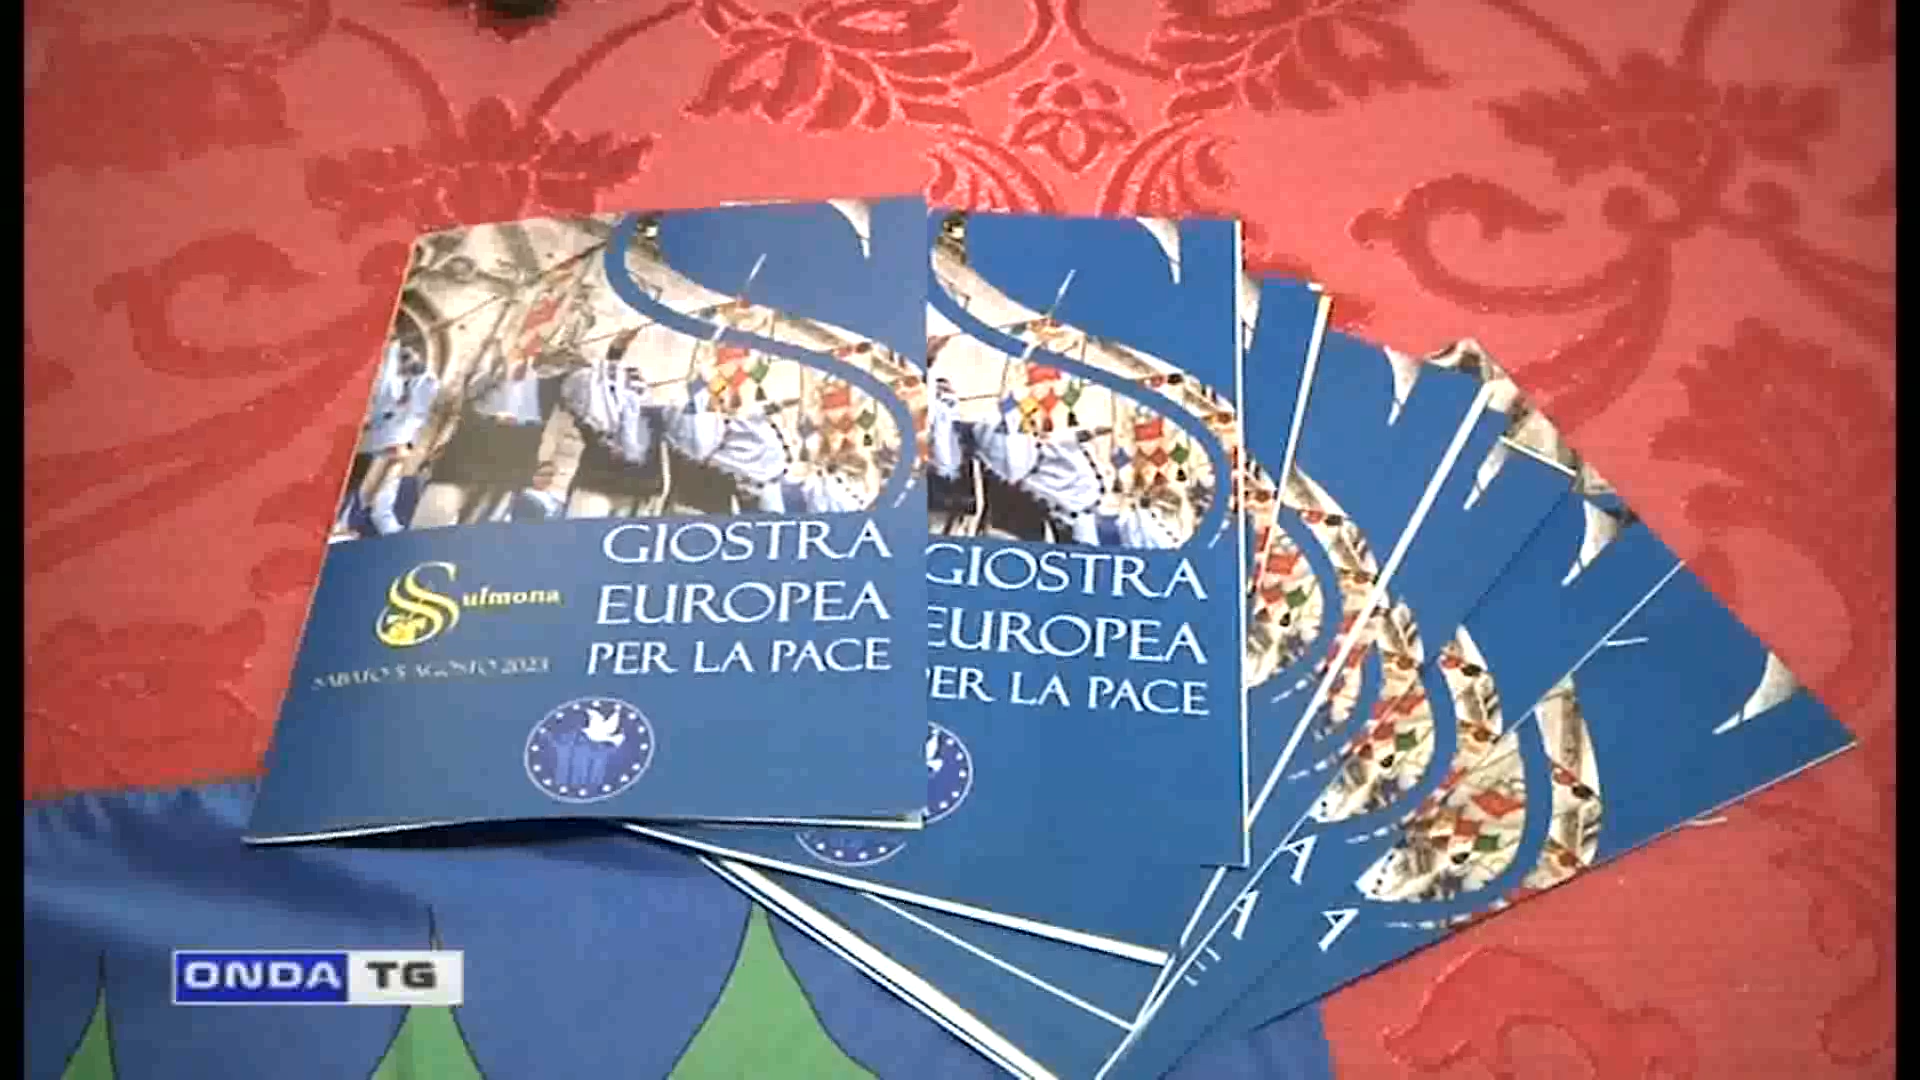 GIOSTRA
EUROPEA
PER LA PACE
Sulmona
SABATO 5 AGOSTO 2023
GIOSTRA
EUROPEA
PER LA PACE
A
A
A
ONDA TG